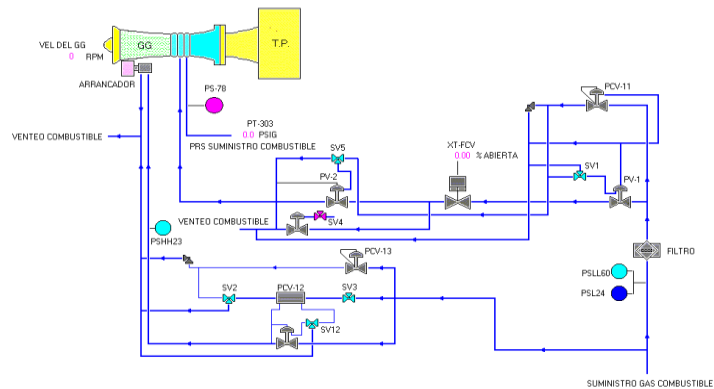 VEL DEL GG
0 RPM
GG
T.P.
ARRANCADOR
PS-78
PCV-11
VENTEO COMBUSTIBLE
PT-303
0.0 PSIG
PRS SUMINISTRO COMBUSTIBLE
SV5
XT-FCV
0.00 % ABIERTA
SV1
PV-2
PV-1
VENTEO COMBUSTIBLE
SV4
PSHH23
FILTRO
PCV-13
PSLL60
PSL24
SV2
PCV-12
SV3
SV12
SUMINISTRO GAS COMBUSTIBLE